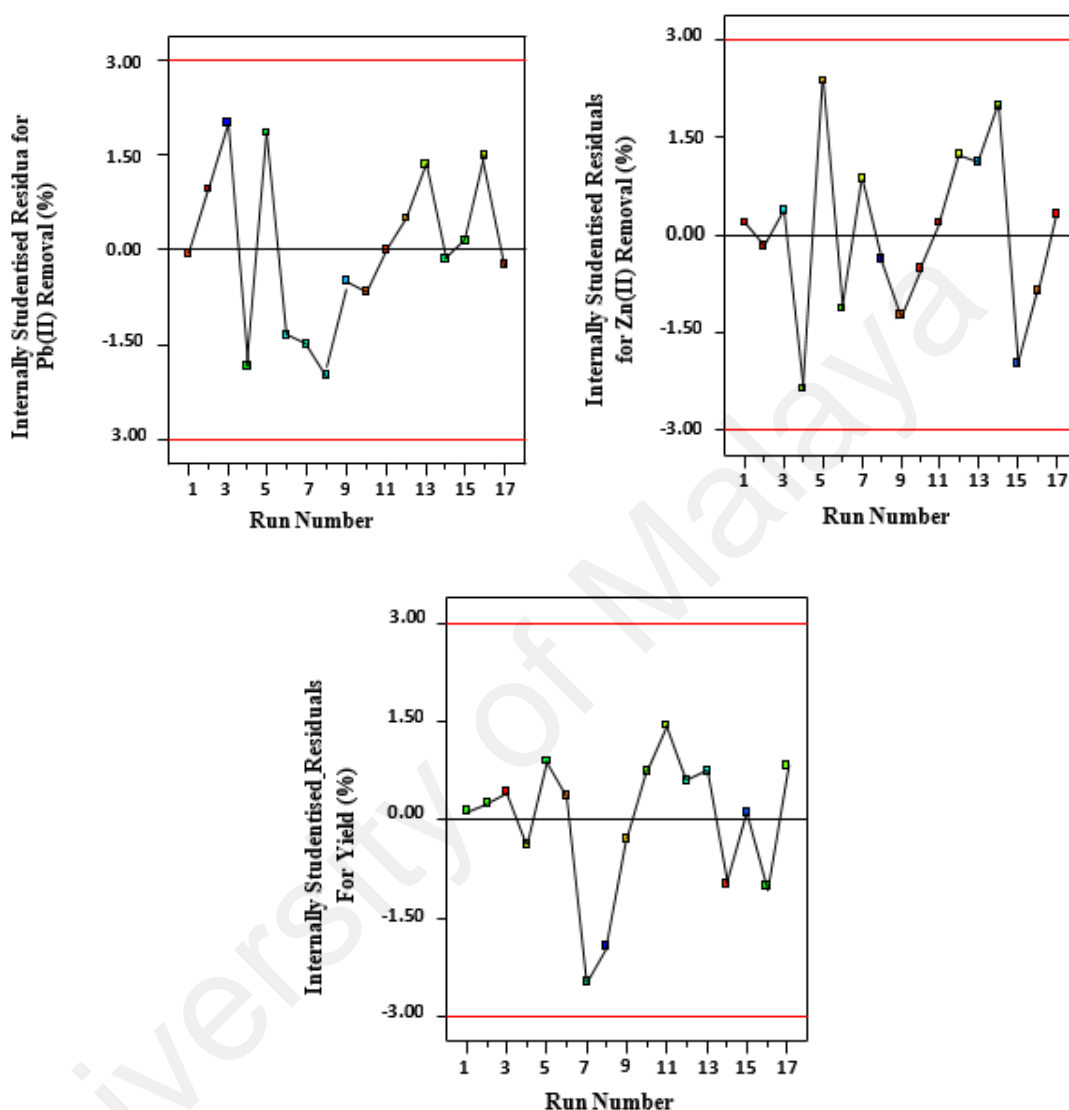 Internally Studentised Residua for
Pb(II) Removal (%)
3.00
1.50
0.00
-1.50
3.00
1 3 5 7 9 11 13 15 17
Run Number
Internally Studentised Residuals
for Zn(II) Removal (%)
3.00
1.50
0.00
-1.50
-3.00
1 3 5 7 9 11 13 15 17
Run Number
Internally Studentised Residuals
For Yield (%)
3.00
1.50
0.00
-1.50
-3.00
1 3 5 7 9 11 13 15 17
Run Number
iversity of Malaya